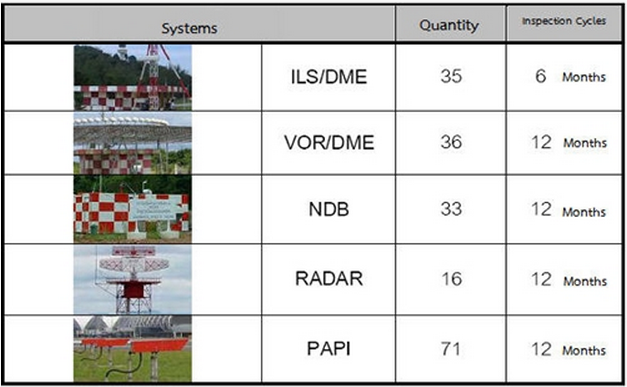 Systems Quantity Inspection Cycles
ILS/DME 35 6 Months
VOR/DME 36 12 Months
NDB 33 12 Months
RADAR 16 12 Months
PAPI 71 12 Months